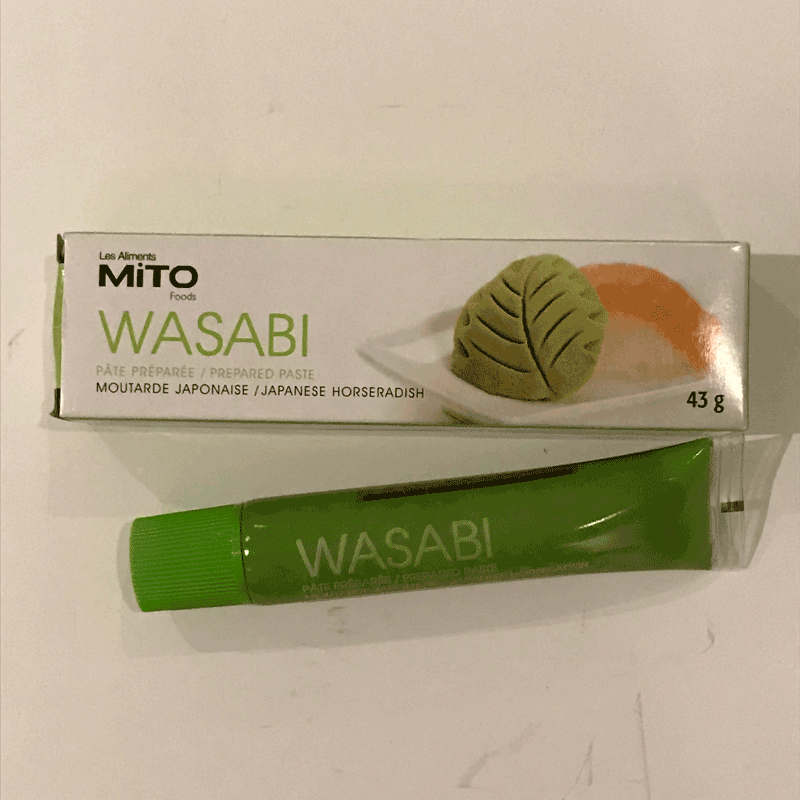 Les Aliments
MiTO
Foods
WASABI
PÂTE PRÉPARÉE / PREPARED PASTE
MOUTARDE JAPONAISE / JAPANESE HORSERADISH
43 g
WASABI
PÂTE PRÉPARÉE / PREPARED PASTE